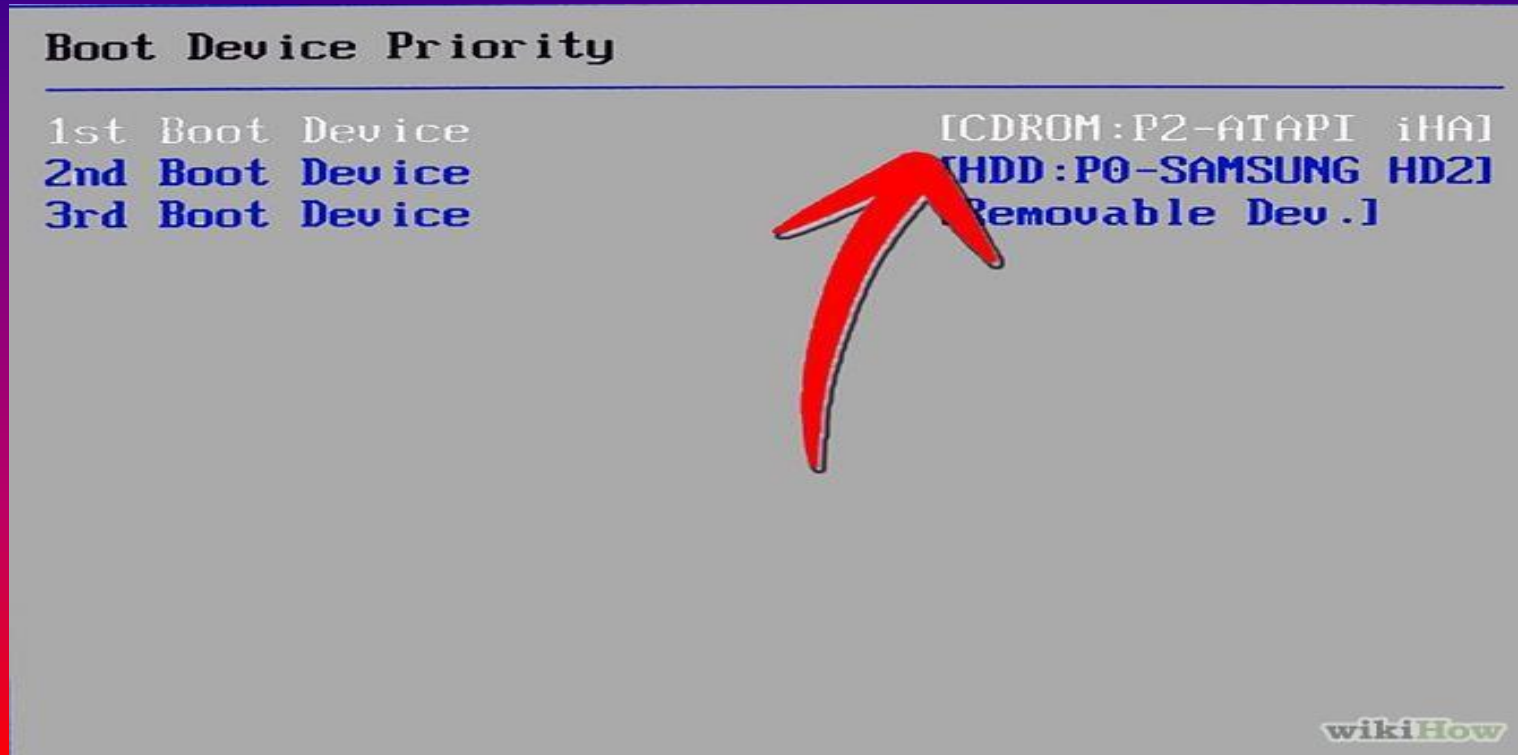 Boot Device Priority
1st Boot Device [CDROM:P2-ATAPI iHA]
2nd Boot Device [HDD:P0-SAMSUNG HD2]
3rd Boot Device [Removable Dev.]
wikiHow